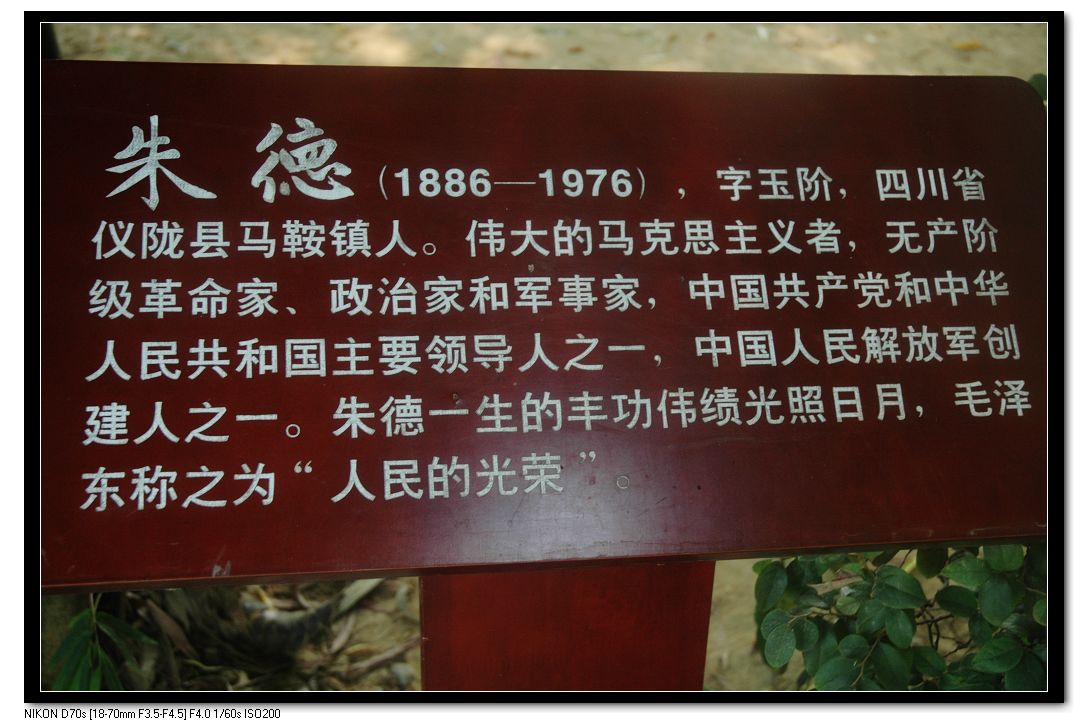 朱德(1886—1976)，字玉阶，四川省
仪陇县马鞍镇人。伟大的马克思主义者，无产阶
级革命家、政治家和军事家，中国共产党和中华
人民共和国主要领导人之一，中国人民解放军创
建人之一。朱德一生的丰功伟绩光照日月，毛泽
东称之为“人民的光荣”。
NIKON D70s [18-70mm F3.5-F4.5] F4.0 1/60s ISO200